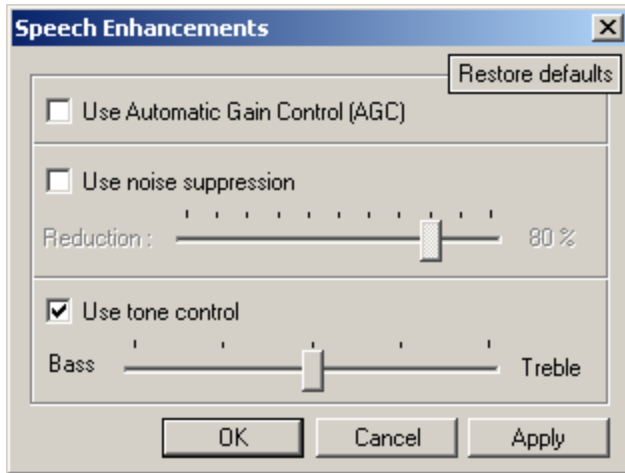 Speech Enhancements
Restore defaults
Use Automatic Gain Control (AGC)
Use noise suppression
Reduction : 80 %
Use tone control
Bass Treble
OK Cancel Apply